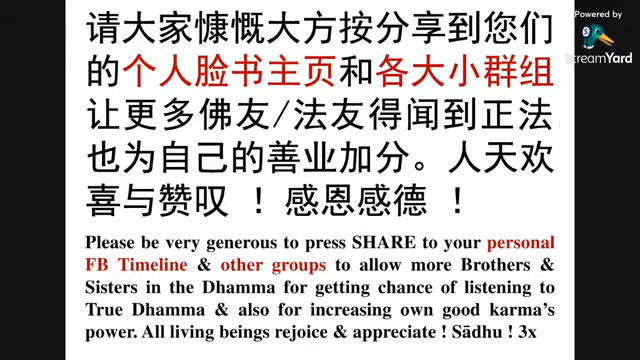 Powered by
StreamYard
请大家慷慨大方按分享到您们
的个人脸书主页和各大小群组
让更多佛友/法友得闻到正法
也为自己的善业加分。人天欢
喜与赞叹 ！感恩感德 ！
Please be very generous to press SHARE to your personal
FB Timeline & other groups to allow more Brothers &
Sisters in the Dhamma for getting chance of listening to
True Dhamma & also for increasing own good karma's
power. All living beings rejoice & appreciate ! Sādhu ! 3x